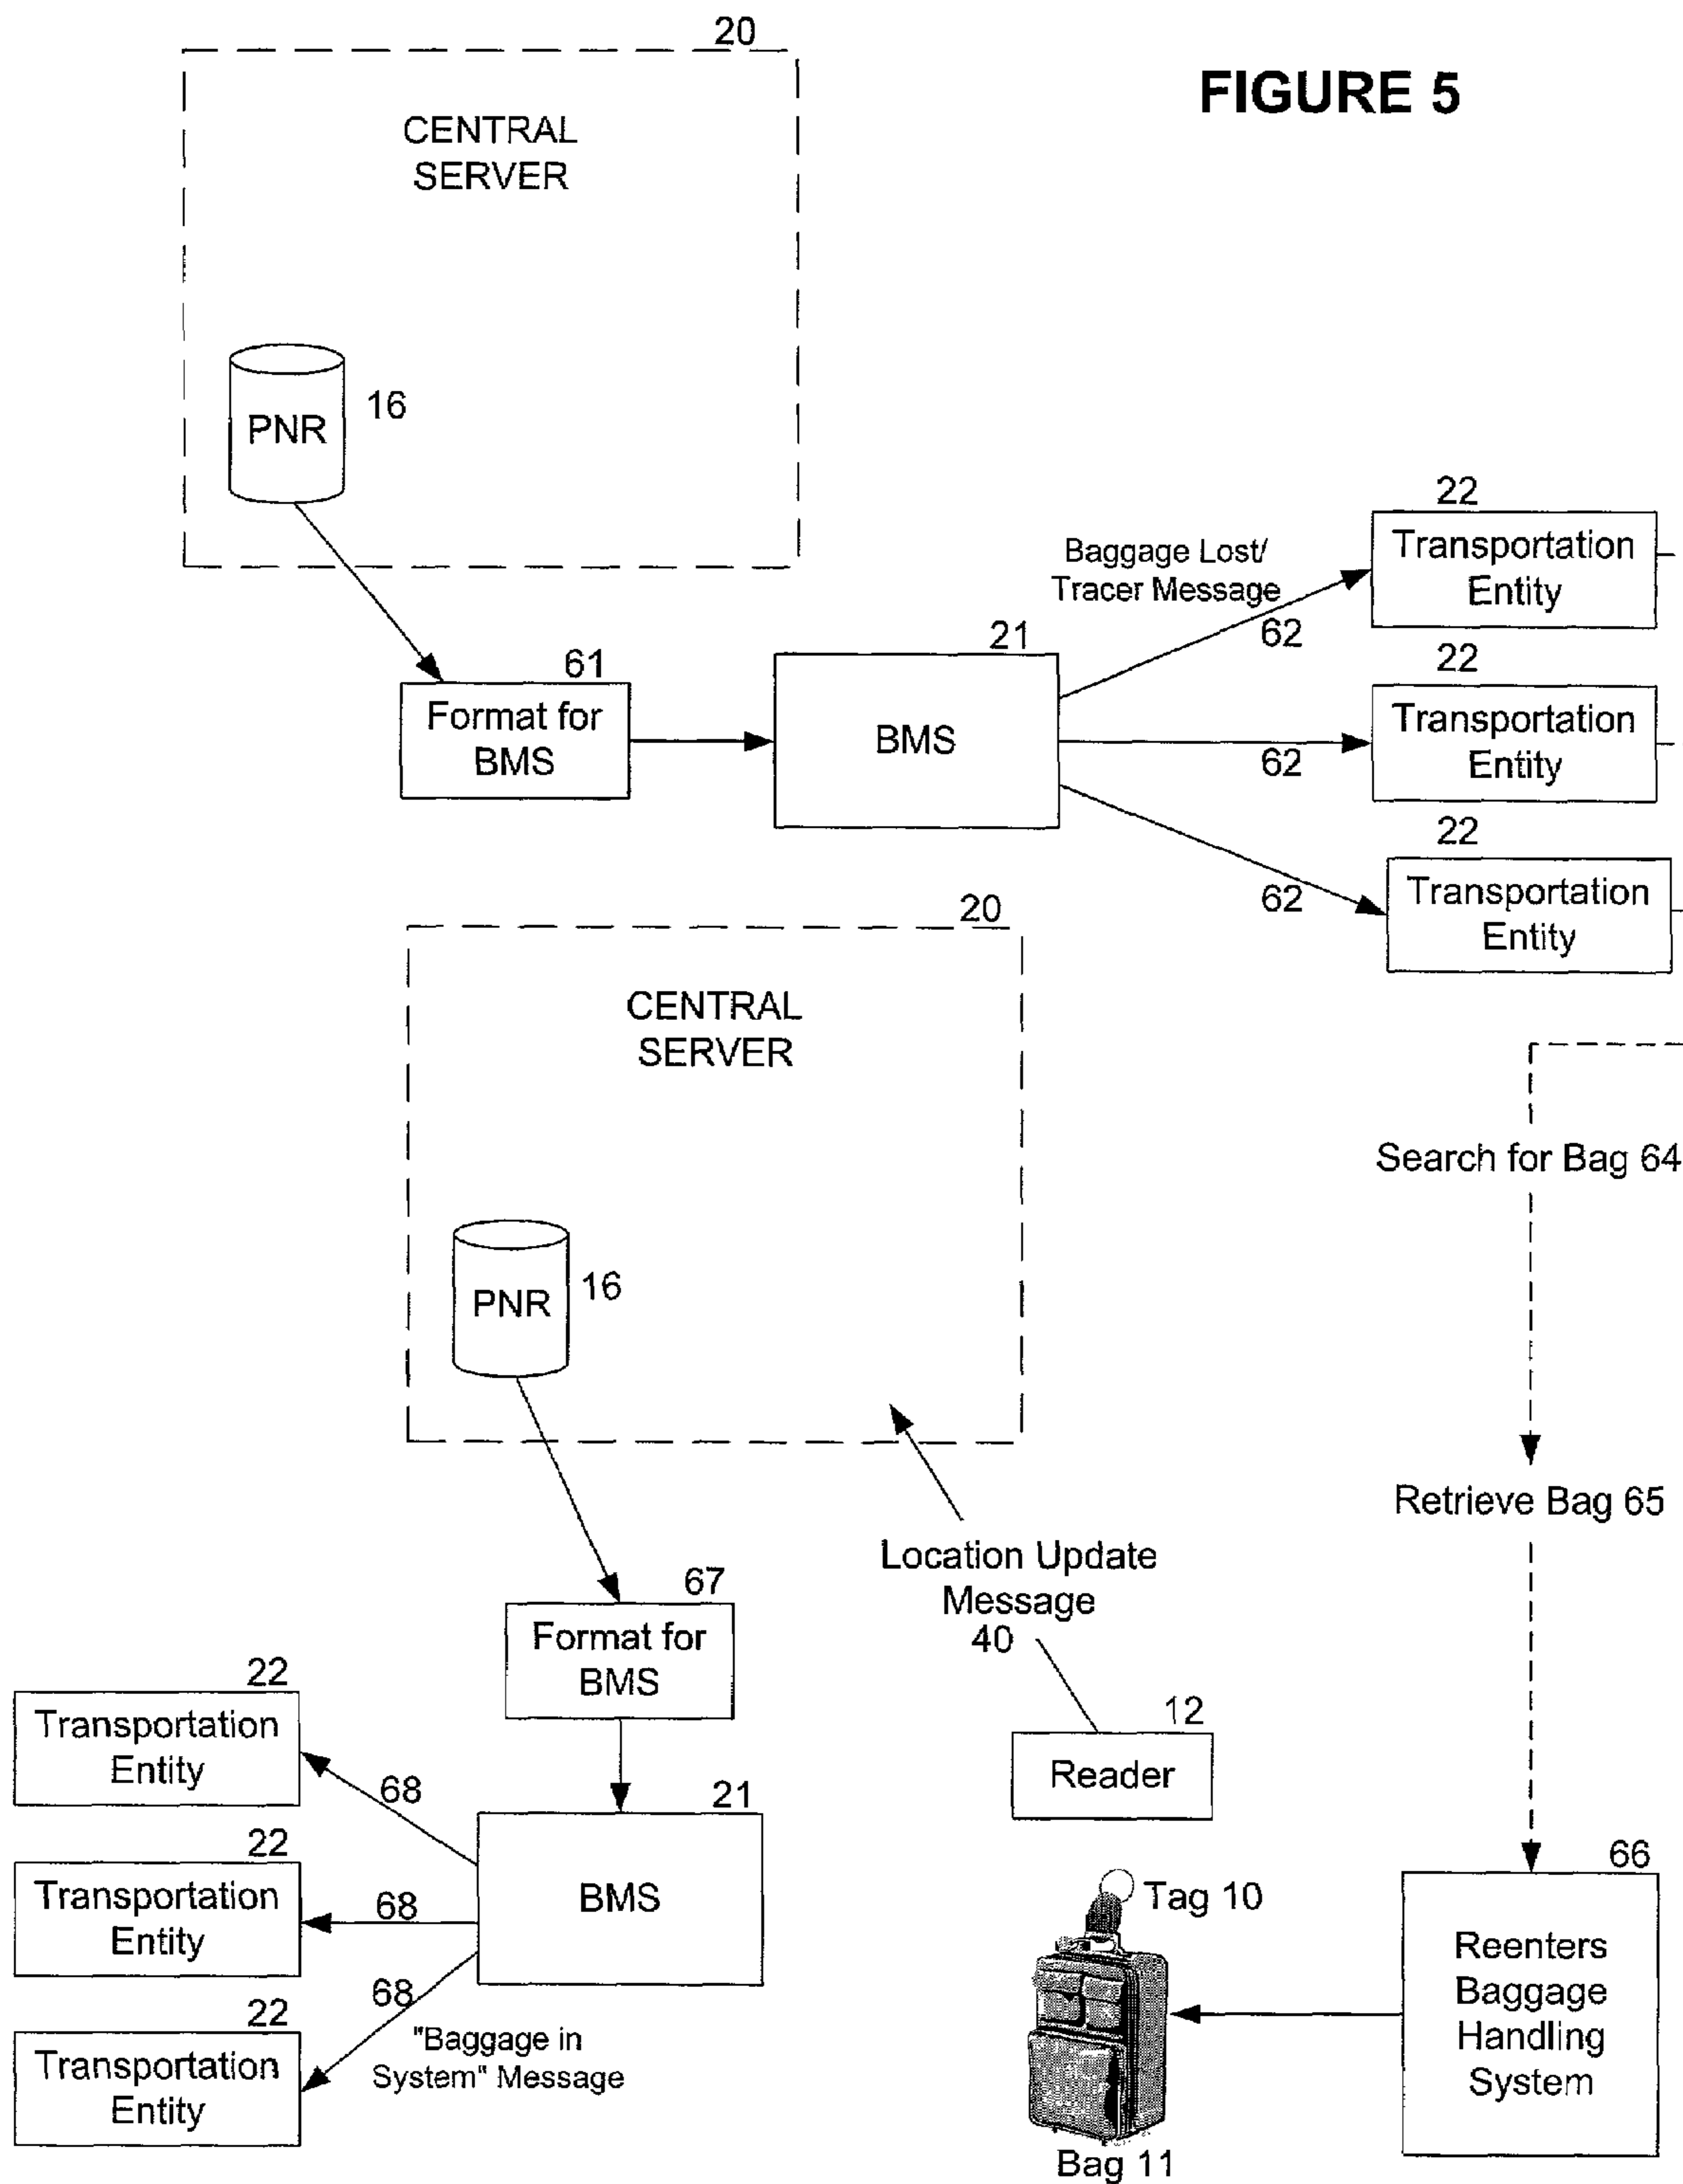 20
FIGURE 5
CENTRAL
SERVER
PNR
16
22
Transportation
Entity
Baggage Lost/
Tracer Message
62
21
61
Format for
BMS
BMS
22
Transportation
Entity
62
22
Transportation
Entity
62
20
CENTRAL
SERVER
Search for Bag 64
PNR
16
Retrieve Bag 65
Location Update
Message
40
67
Format for
BMS
22
Transportation
Entity
68
12
Reader
21
BMS
22
Transportation
Entity
68
66
Reenters
Baggage
Handling
System
Tag 10
68
22
Transportation
Entity
"Baggage in
System" Message
Bag 11